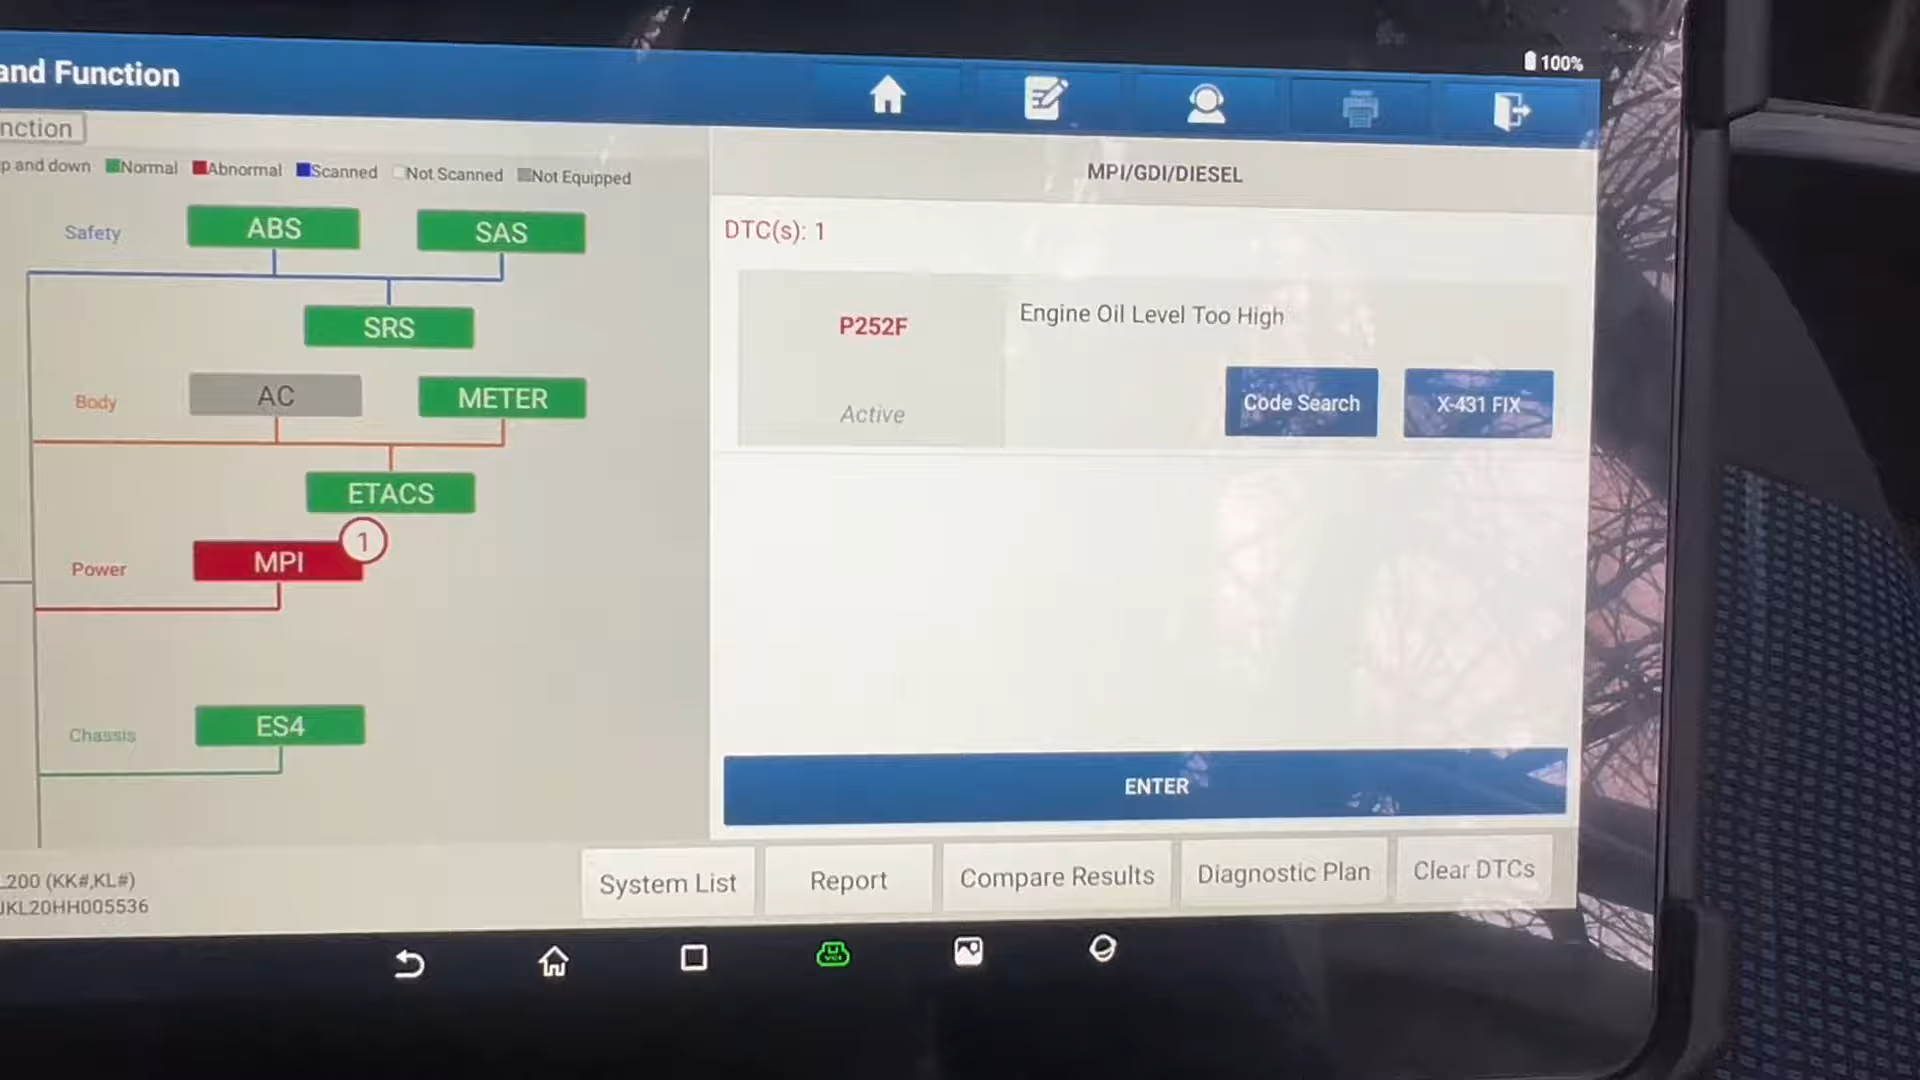 100%
and Function
nction
p and down Normal Abnormal Scanned Not Scanned Not Equipped
MPI/GDI/DIESEL
DTC(s): 1
Safety
ABS
SAS
SRS
P252F
Engine Oil Level Too High
Active
Code Search
X-431 FIX
Body
AC
METER
ETACS
Power
MPI
1
Chassis
ES4
ENTER
L200 (KK#,KL#)
JKL20HH005536
System List
Report
Compare Results
Diagnostic Plan
Clear DTCs
VCI